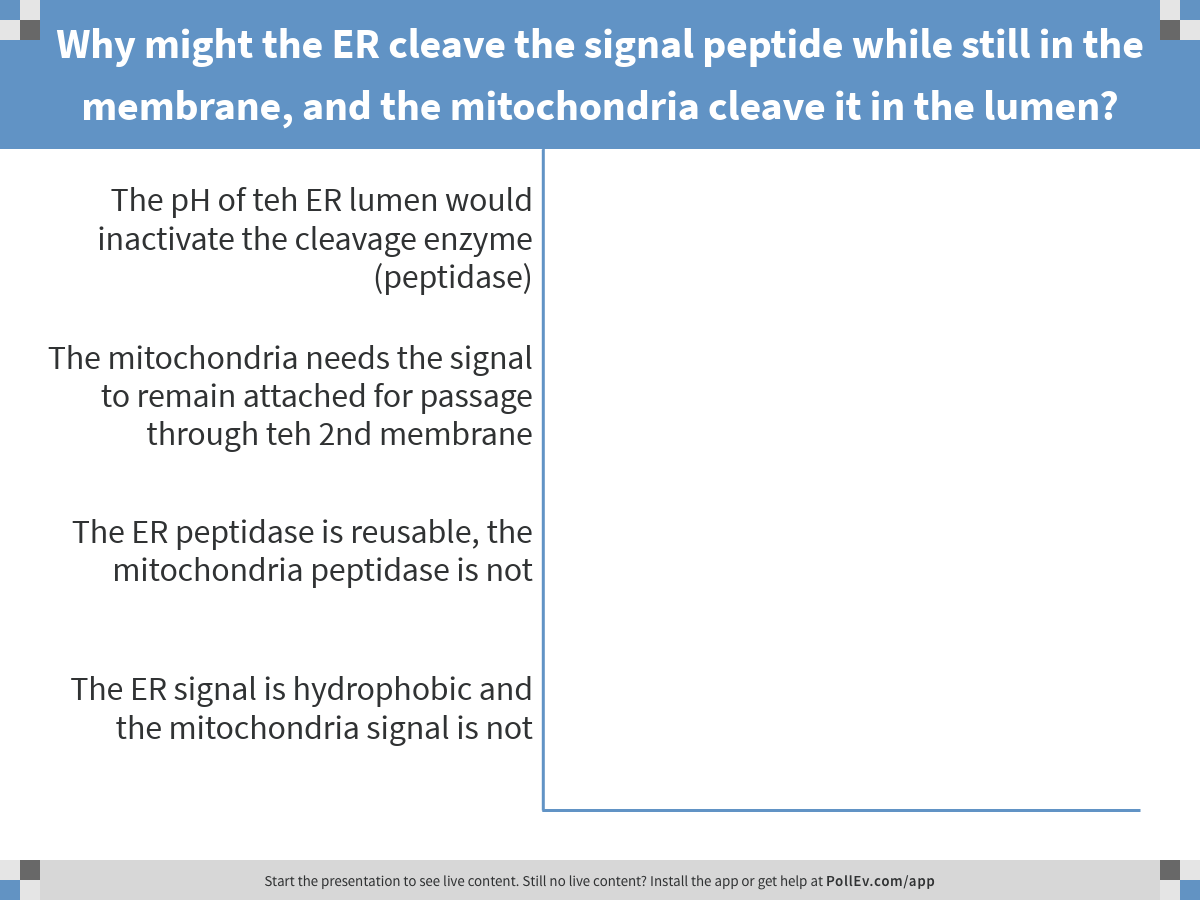 Why might the ER cleave the signal peptide while still in the
membrane, and the mitochondria cleave it in the lumen?
The pH of teh ER lumen would
inactivate the cleavage enzyme
(peptidase)
The mitochondria needs the signal
to remain attached for passage
through teh 2nd membrane
The ER peptidase is reusable, the
mitochondria peptidase is not
The ER signal is hydrophobic and
the mitochondria signal is not
Start the presentation to see live content. Still no live content? Install the app or get help at PollEv.com/app